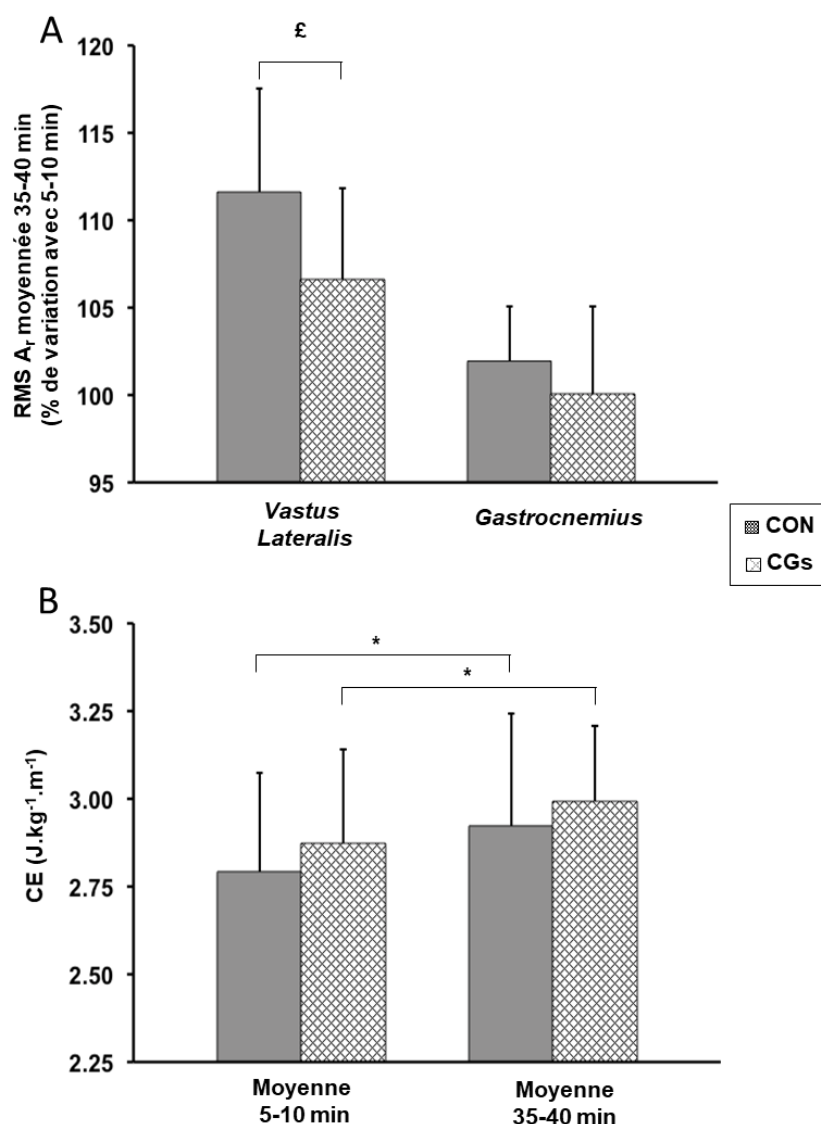 A
£
RMS Ar moyennée 35-40 min
(% de variation avec 5-10 min)
120
115
110
105
100
95
Vastus
Lateralis
Gastrocnemius
CON
CGs
B
CE (J.kg-1.m-1)
3.50
3.25
3.00
2.75
2.50
2.25
*
*
Moyenne
5-10 min
Moyenne
35-40 min